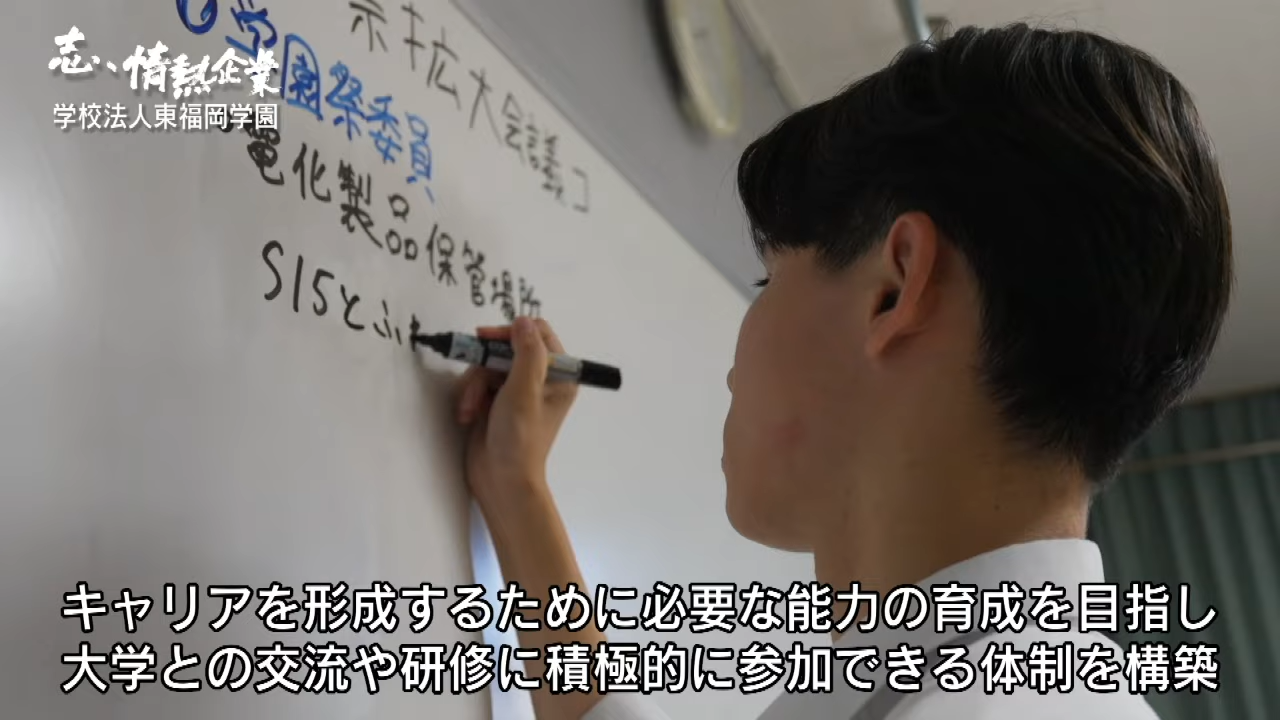 志、情熱企業
学校法人東福岡学園
拡大会議
学園祭委員
電化製品保管場所
S15とふ
キャリアを形成するために必要な能力の育成を目指し
大学との交流や研修に積極的に参加できる体制を構築